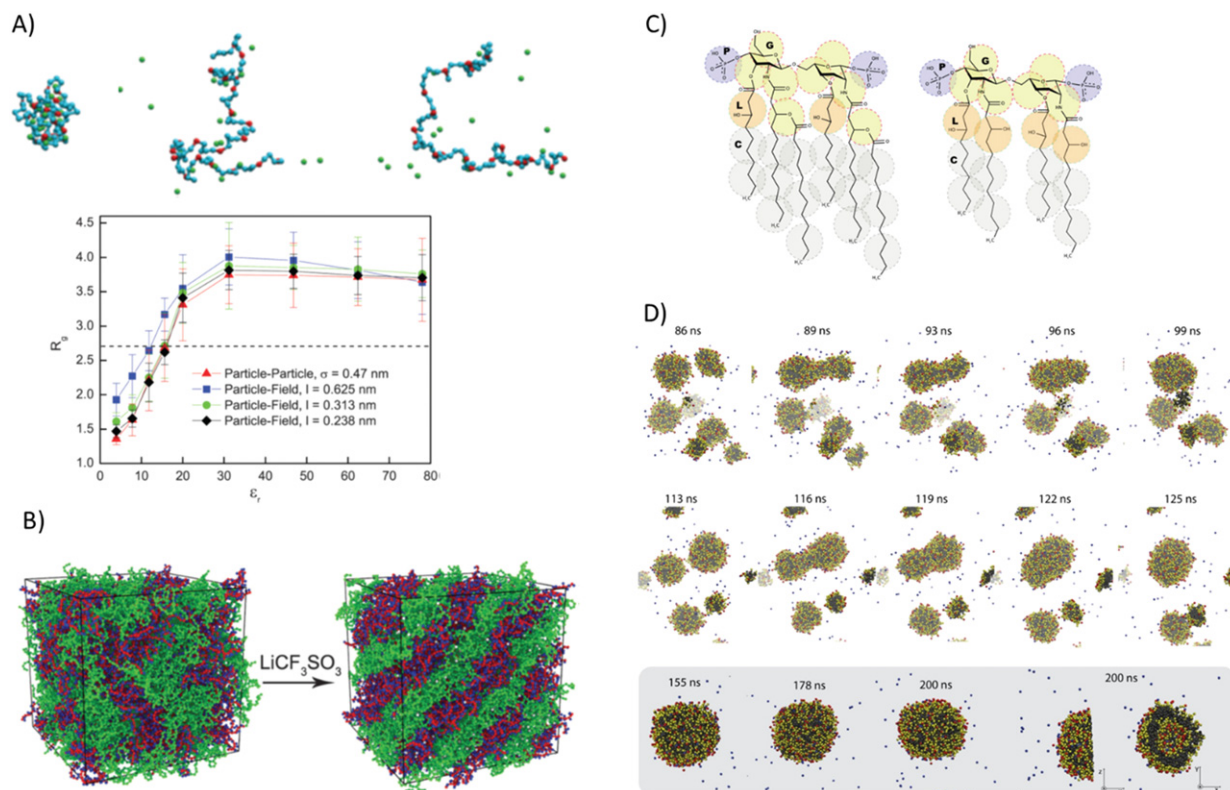 A)
4.5
4.0
3.5
3.0
2.5
2.0
1.5
1.0
R_g
Particle-Particle, σ = 0.47 nm
Particle-Field, l = 0.625 nm
Particle-Field, l = 0.313 nm
Particle-Field, l = 0.238 nm
0 10 20 30 40 50 60 70 80
ε_r
B)
LiCF₃SO₃
C)
P G
L
C
P G
L
C
D)
86 ns 89 ns 93 ns 96 ns 99 ns
113 ns 116 ns 119 ns 122 ns 125 ns
155 ns 178 ns 200 ns 200 ns